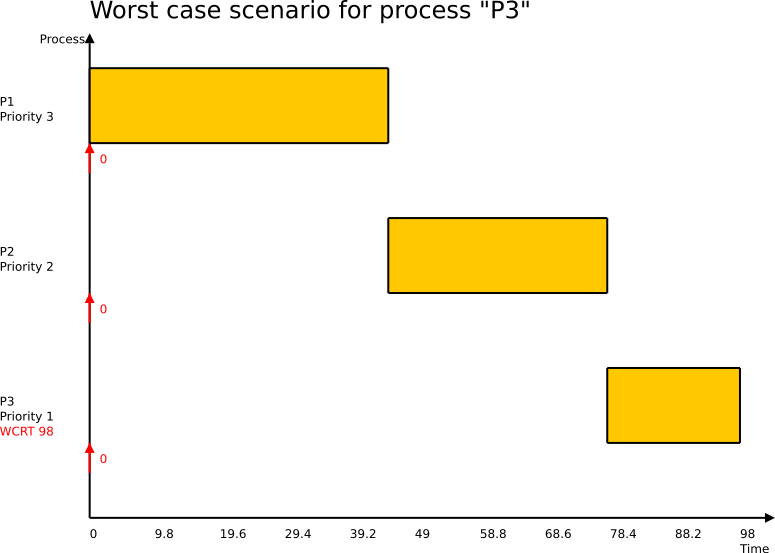 Worst case scenario for process "P3"
Process
P1
Priority 3
0
P2
Priority 2
0
P3
Priority 1
WCRT 98
0
0 9.8 19.6 29.4 39.2 49 58.8 68.6 78.4 88.2 98
Time